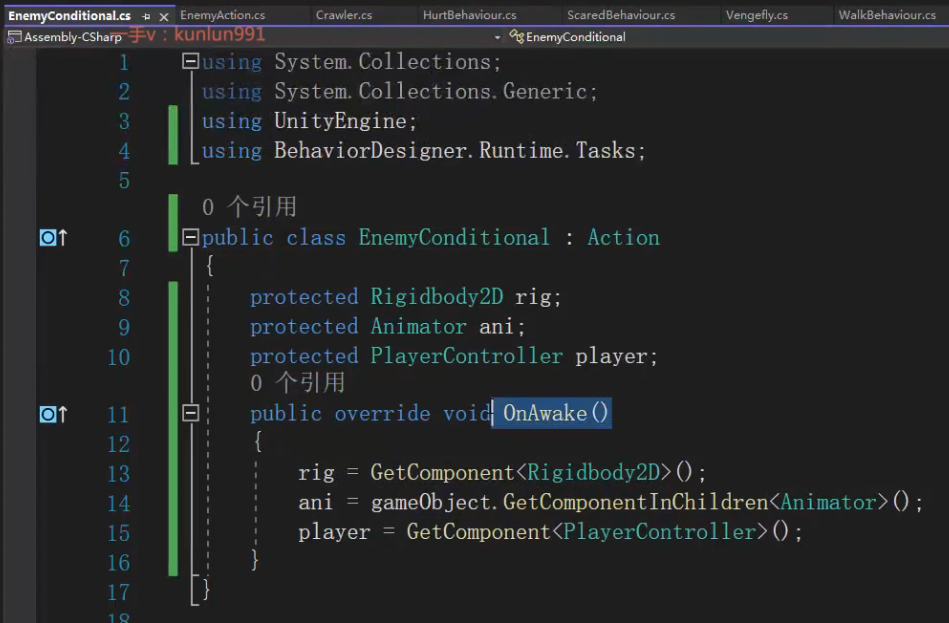 EnemyConditional.cs EnemyAction.cs Crawler.cs HurtBehaviour.cs ScaredBehaviour.cs Vengefly.cs WalkBehaviour.cs
Assembly-CSharp 一手v：kunlun991 EnemyConditional
1 using System.Collections;
2 using System.Collections.Generic;
3 using UnityEngine;
4 using BehaviorDesigner.Runtime.Tasks;
5
0 个引用
6 public class EnemyConditional : Action
7 {
8 protected Rigidbody2D rig;
9 protected Animator ani;
10 protected PlayerController player;
0 个引用
11 public override void OnAwake()
12 {
13 rig = GetComponent<Rigidbody2D>();
14 ani = gameObject.GetComponentInChildren<Animator>();
15 player = GetComponent<PlayerController>();
16 }
17 }
18